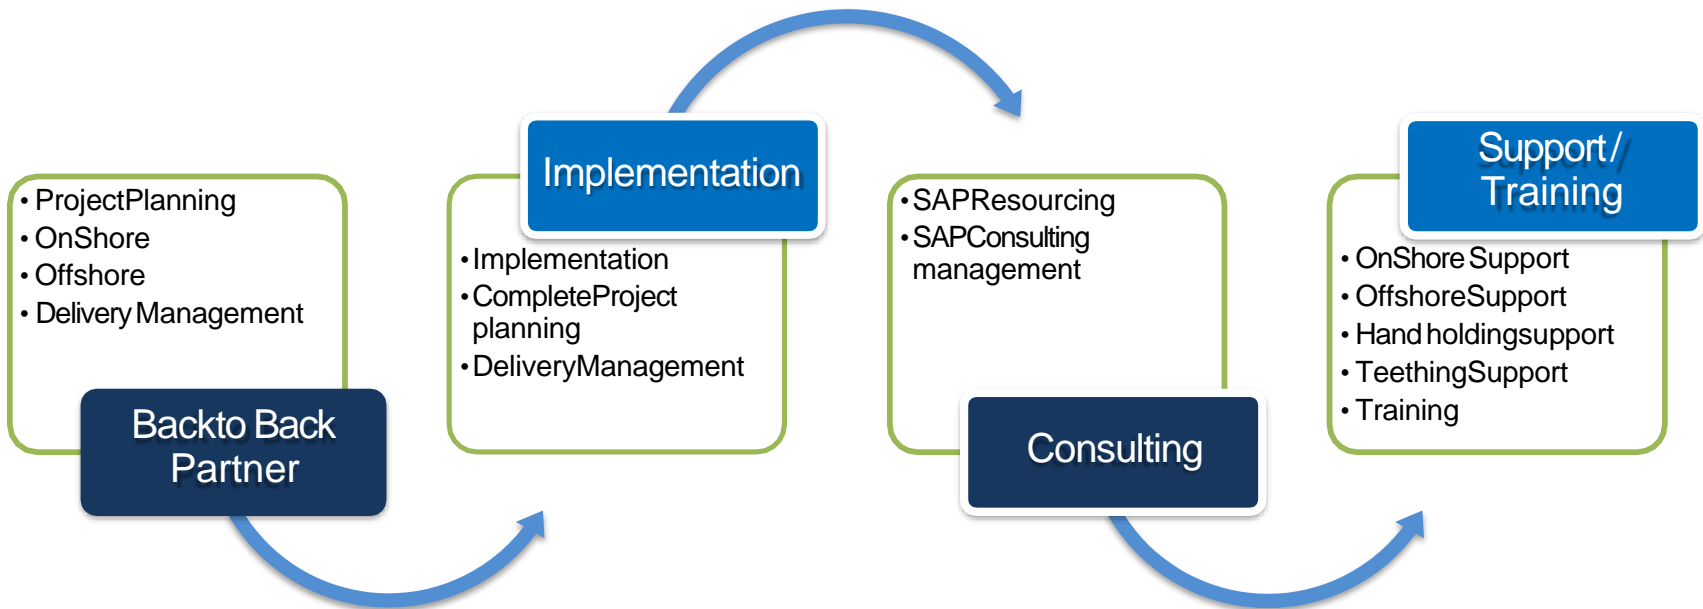 • ProjectPlanning
• OnShore
• Offshore
• Delivery Management
Backto Back
Partner
Implementation
• Implementation
• CompleteProject
planning
• DeliveryManagement
• SAPResourcing
• SAPConsulting
management
Consulting
Support /
Training
• OnShore Support
• OffshoreSupport
• Hand holdingsupport
• TeethingSupport
• Training